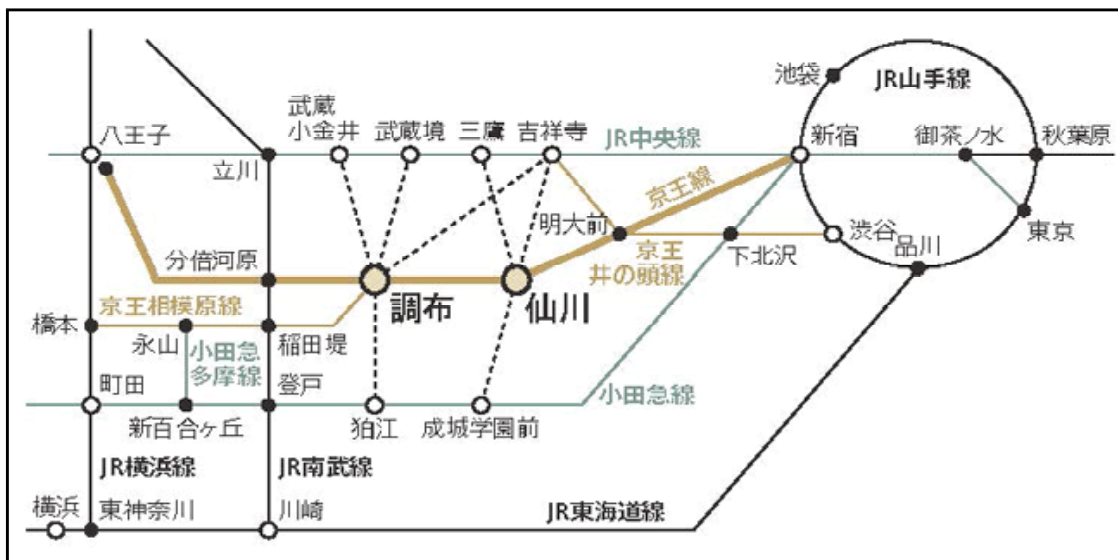 池袋
JR山手線
武蔵
小金井
武蔵境
三鷹
吉祥寺
八王子
立川
JR中央線
新宿
御茶ノ水
秋葉原
京王線
明大前
渋谷
東京
分倍河原
京王
井の頭線
下北沢
品川
調布
仙川
京王相模原線
橋本
永山
小田急
多摩線
稲田堤
町田
登戸
小田急線
新百合ヶ丘
狛江
成城学園前
JR横浜線
JR南武線
横浜
東神奈川
川崎
JR東海道線